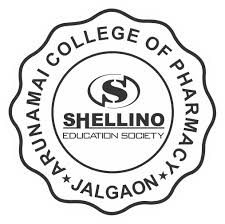 ARUNAMAI COLLEGE OF PHARMACY
S
SHELLINO
EDUCATION SOCIETY
★ JALGAON ★